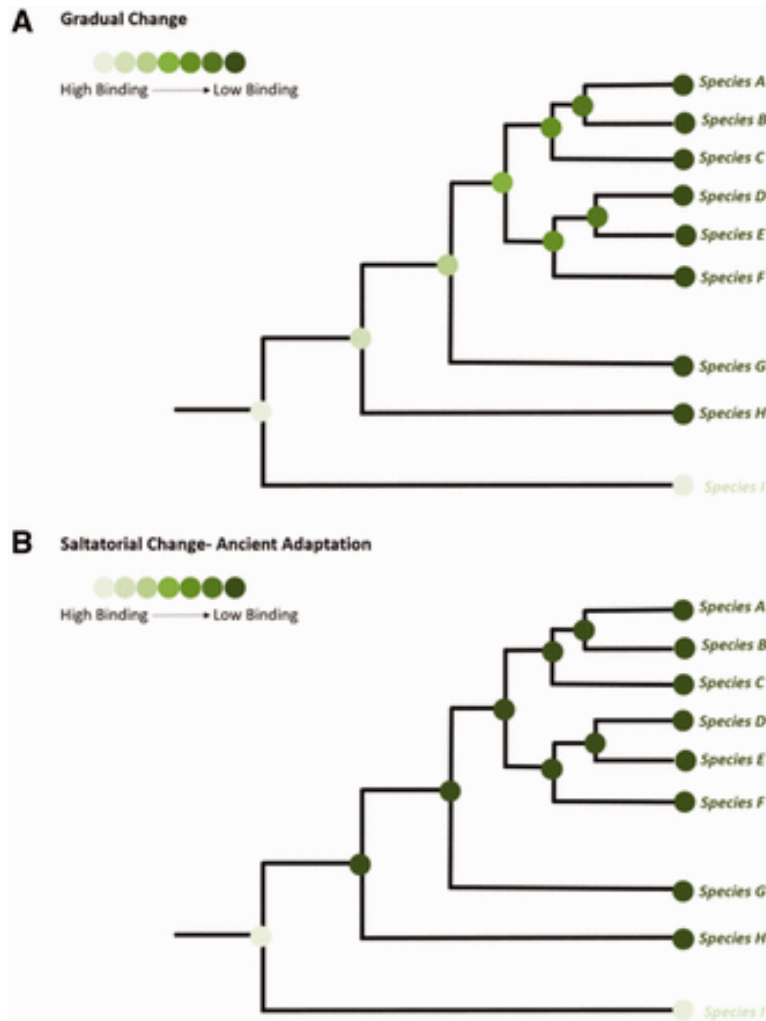 A Gradual Change
High Binding → Low Binding
Species A
Species B
Species C
Species D
Species E
Species F
Species G
Species H
Species I
B Saltatorial Change- Ancient Adaptation
High Binding → Low Binding
Species A
Species B
Species C
Species D
Species E
Species F
Species G
Species H
Species I